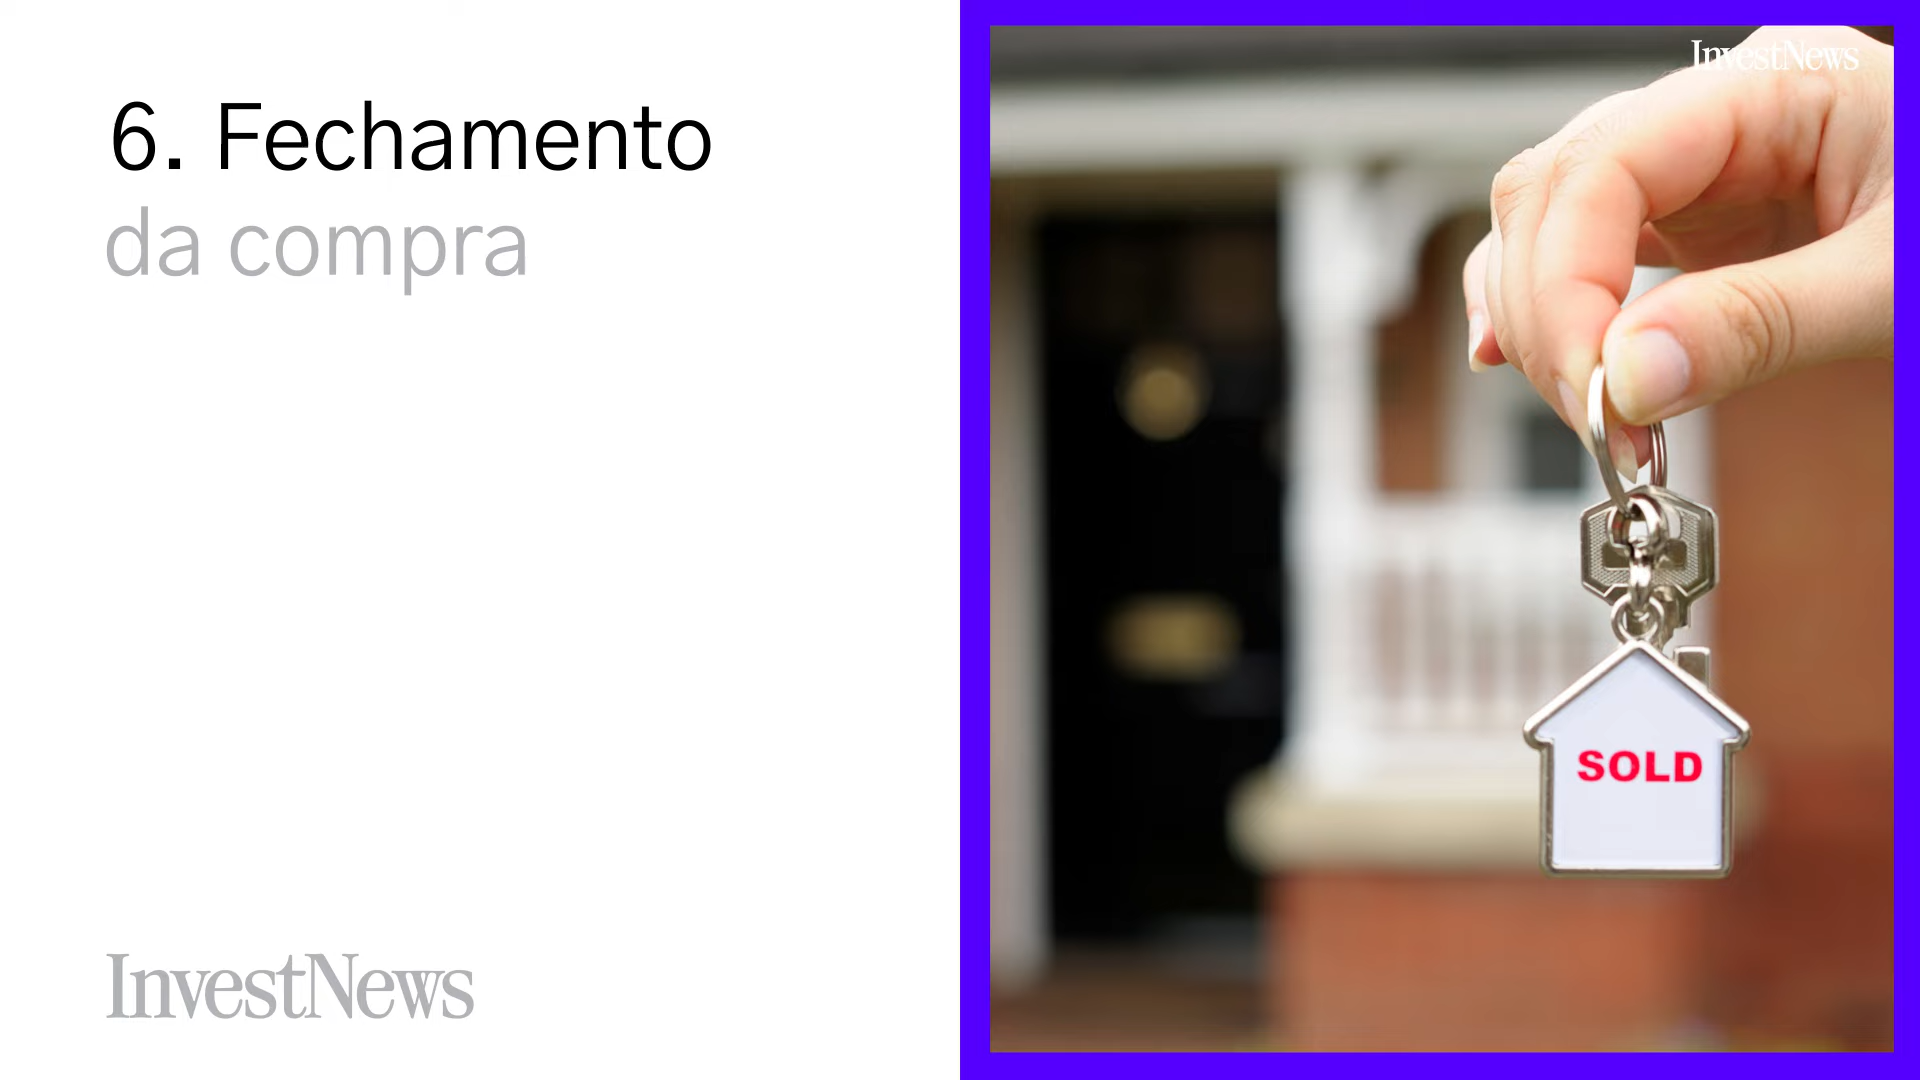 6. Fechamento
da compra
InvestNews
InvestNews
SOLD